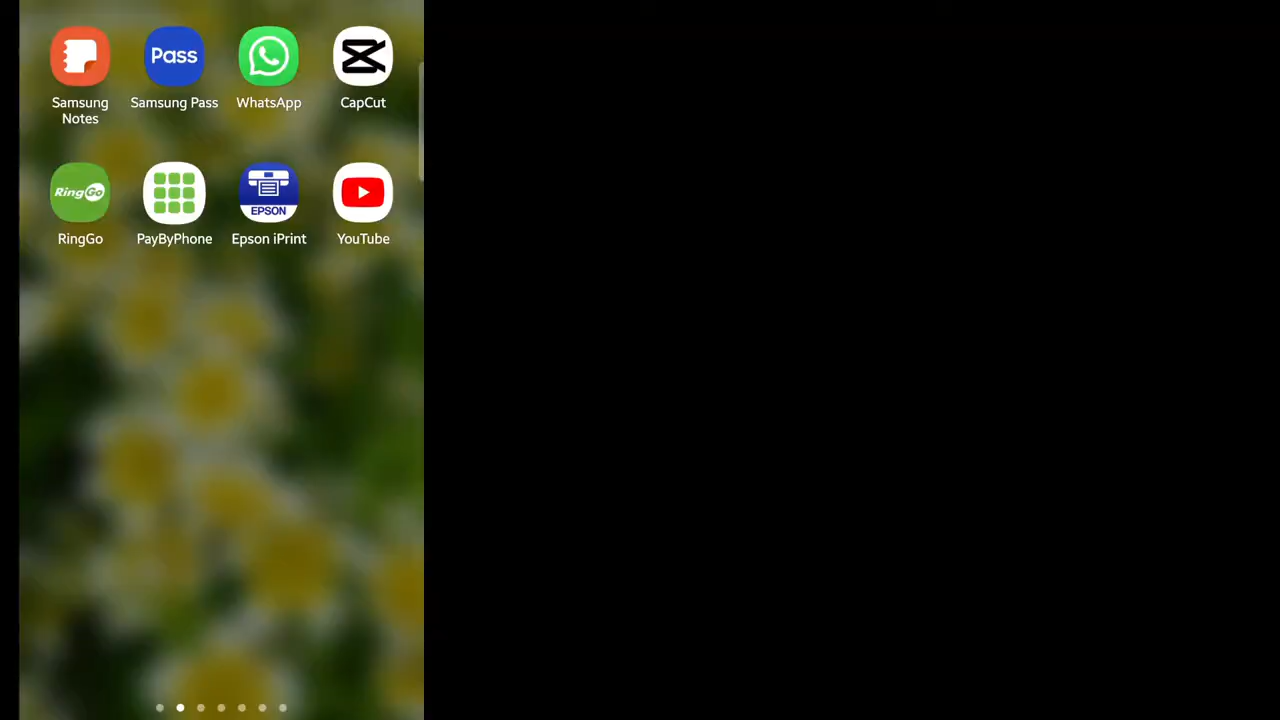 Pass
Samsung Notes
Samsung Pass
WhatsApp
CapCut
RingGo
EPSON
RingGo
PayByPhone
Epson iPrint
YouTube